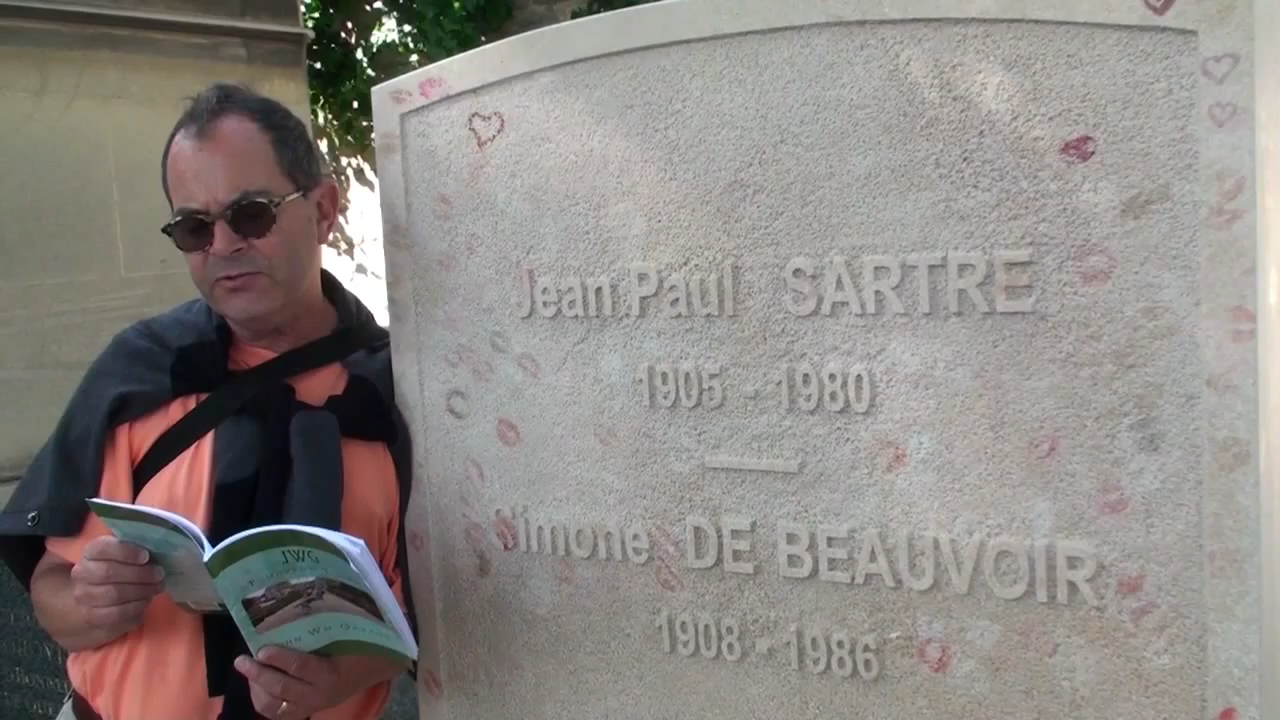 Jean Paul SARTRE
1905 - 1980
Simone DE BEAUVOIR
1908 - 1986
JWG